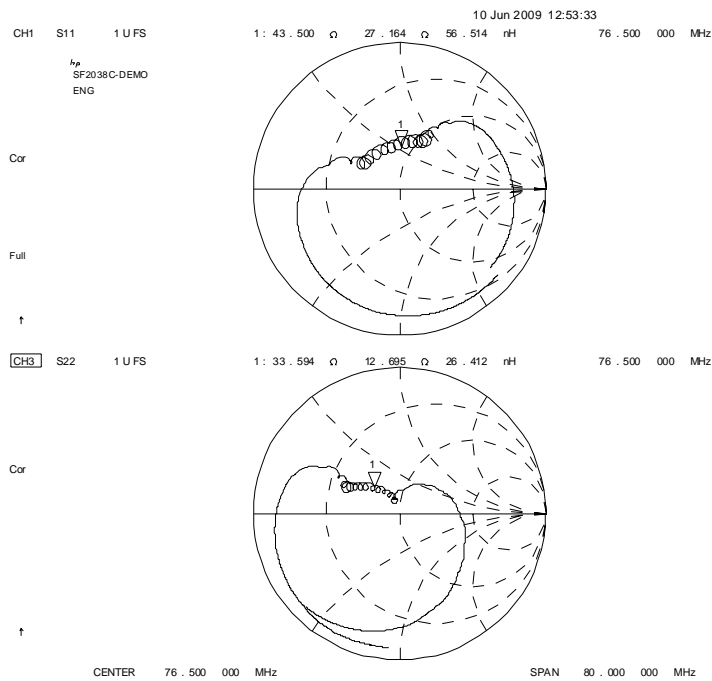 10 Jun 2009 12:53:33
CH1 S11 1 U FS 1: 43.500 Ω 27.164 Ω 56.514 nH 76.500 000 MHz
hp
SF2038C-DEMO
ENG
1
Cor
Full
↑
CH3 S22 1 U FS 1: 33.594 Ω 12.695 Ω 26.412 nH 76.500 000 MHz
1
Cor
↑
CENTER 76.500 000 MHz SPAN 80.000 000 MHz